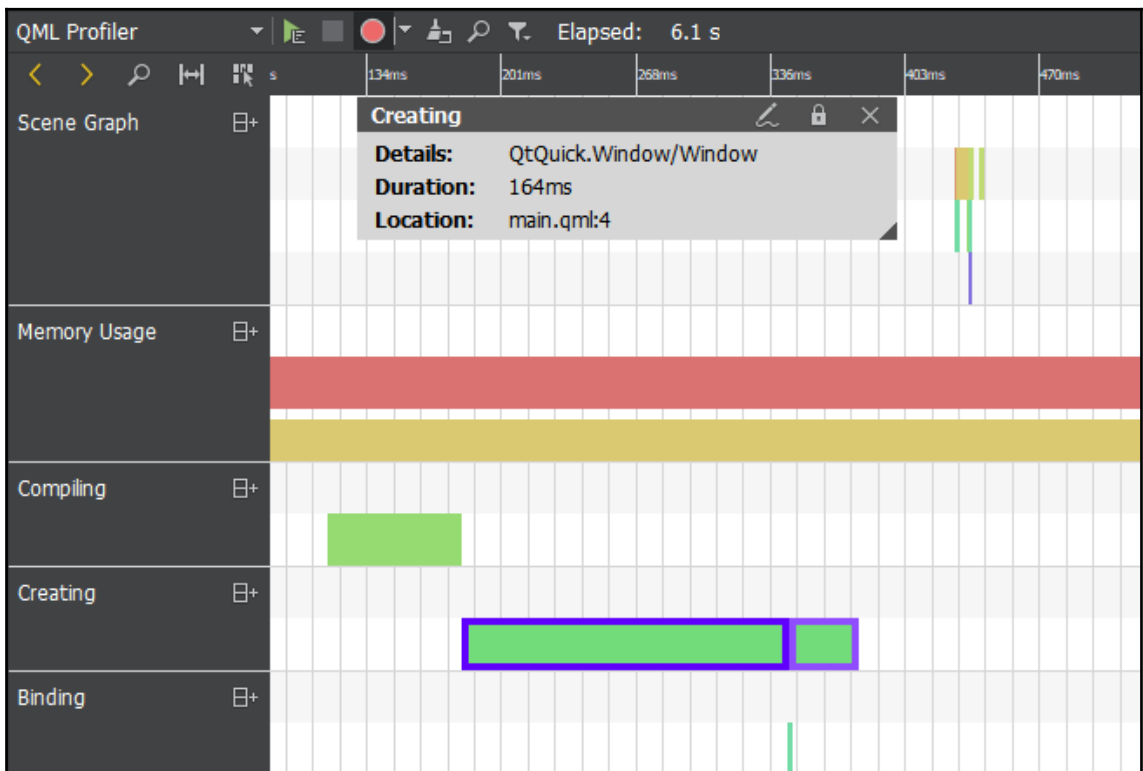 QML Profiler Elapsed: 6.1 s
s 134ms 201ms 268ms 336ms 403ms 470ms
Scene Graph
Creating
Details: QtQuick.Window/Window
Duration: 164ms
Location: main.qml:4
Memory Usage
Compiling
Creating
Binding